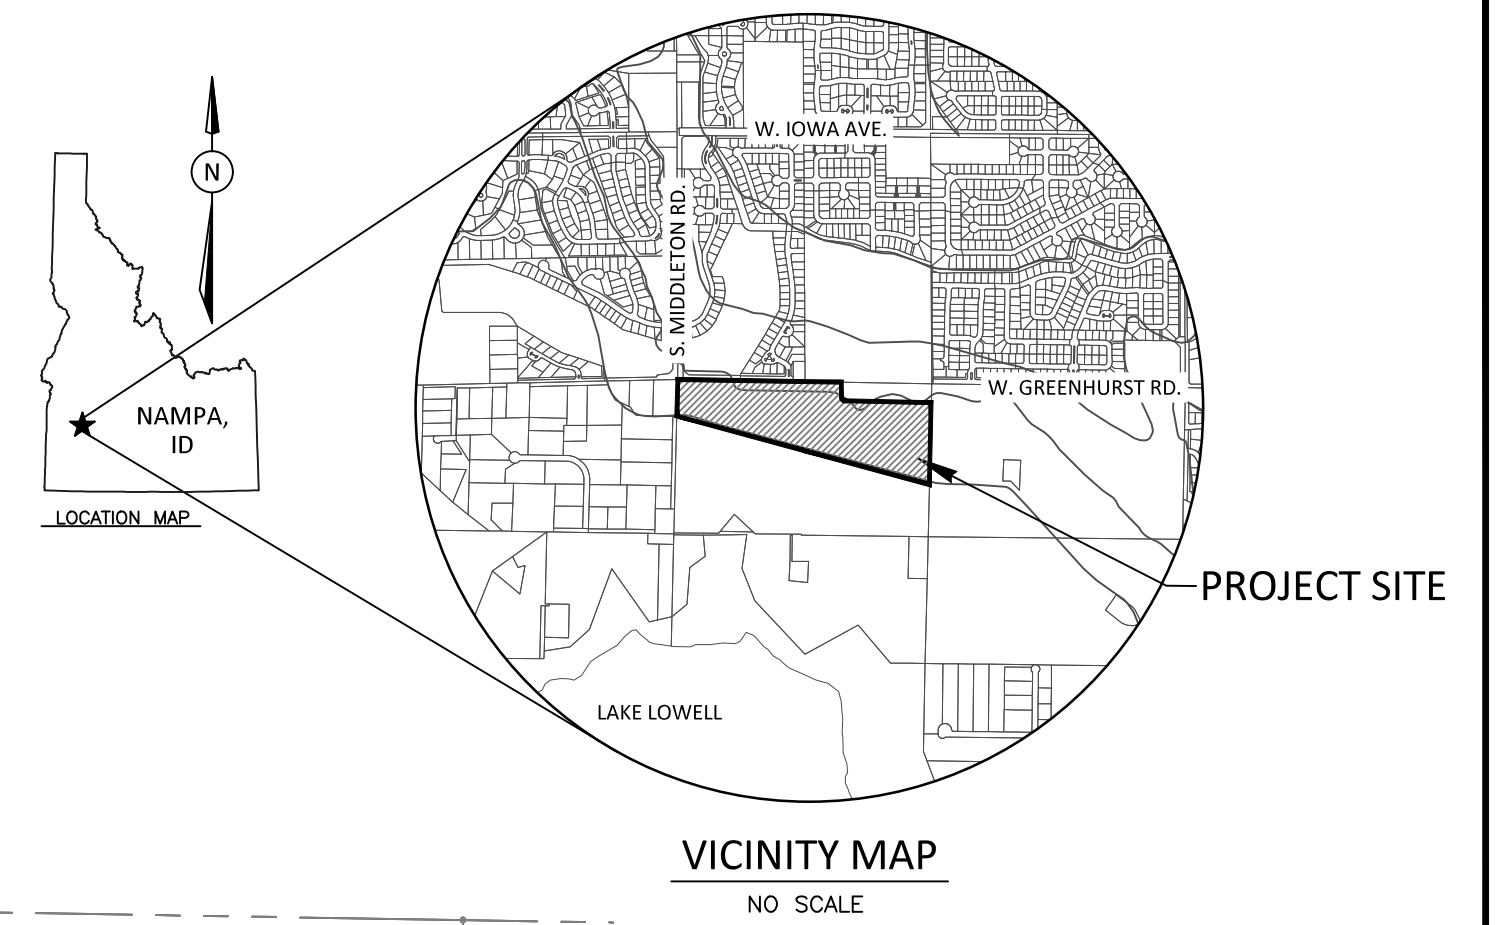 W. IOWA AVE.
N
S. MIDDLETON RD.
W. GREENHURST RD.
NAMPA,
ID
LOCATION MAP
PROJECT SITE
LAKE LOWELL
VICINITY MAP
NO SCALE